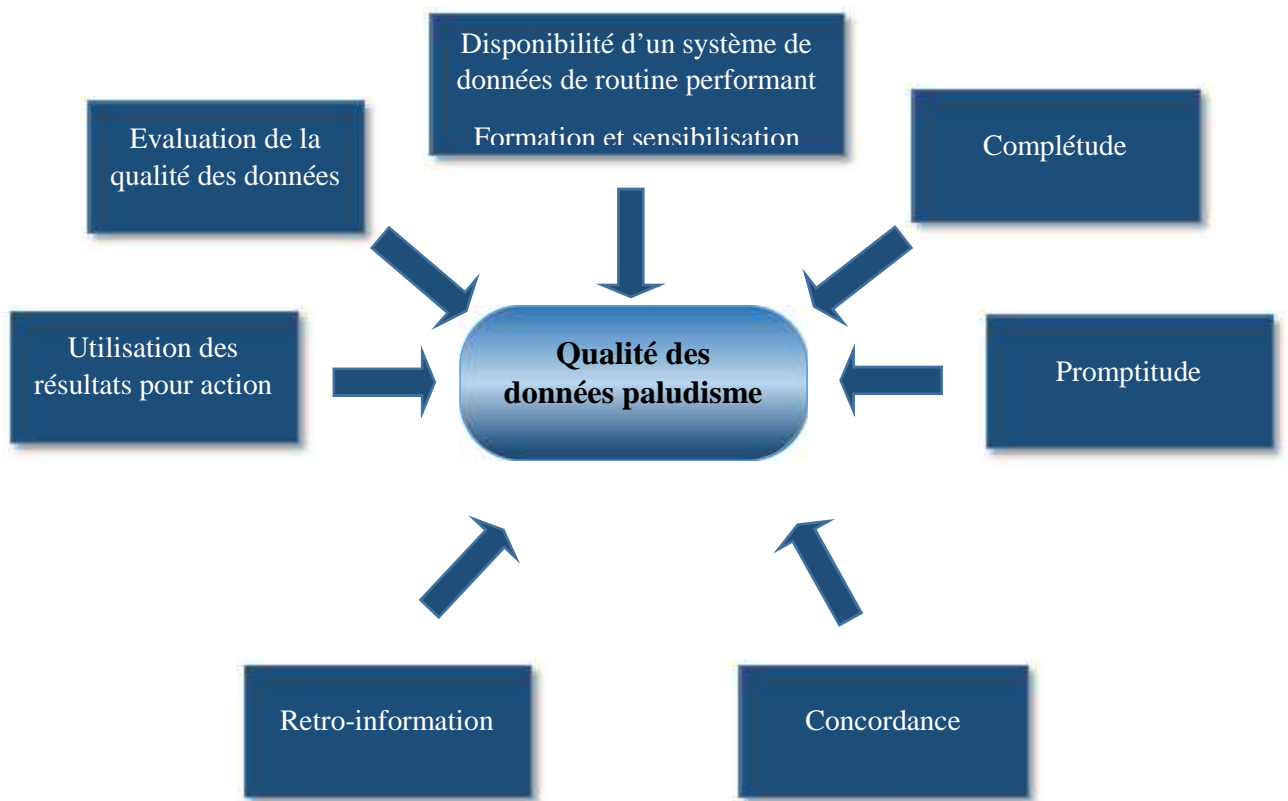 Disponibilité d’un système de
données de routine performant
Formation et sensibilisation
Evaluation de la
qualité des données
Complétude
Utilisation des
résultats pour action
Qualité des
données paludisme
Promptitude
Retro-information
Concordance